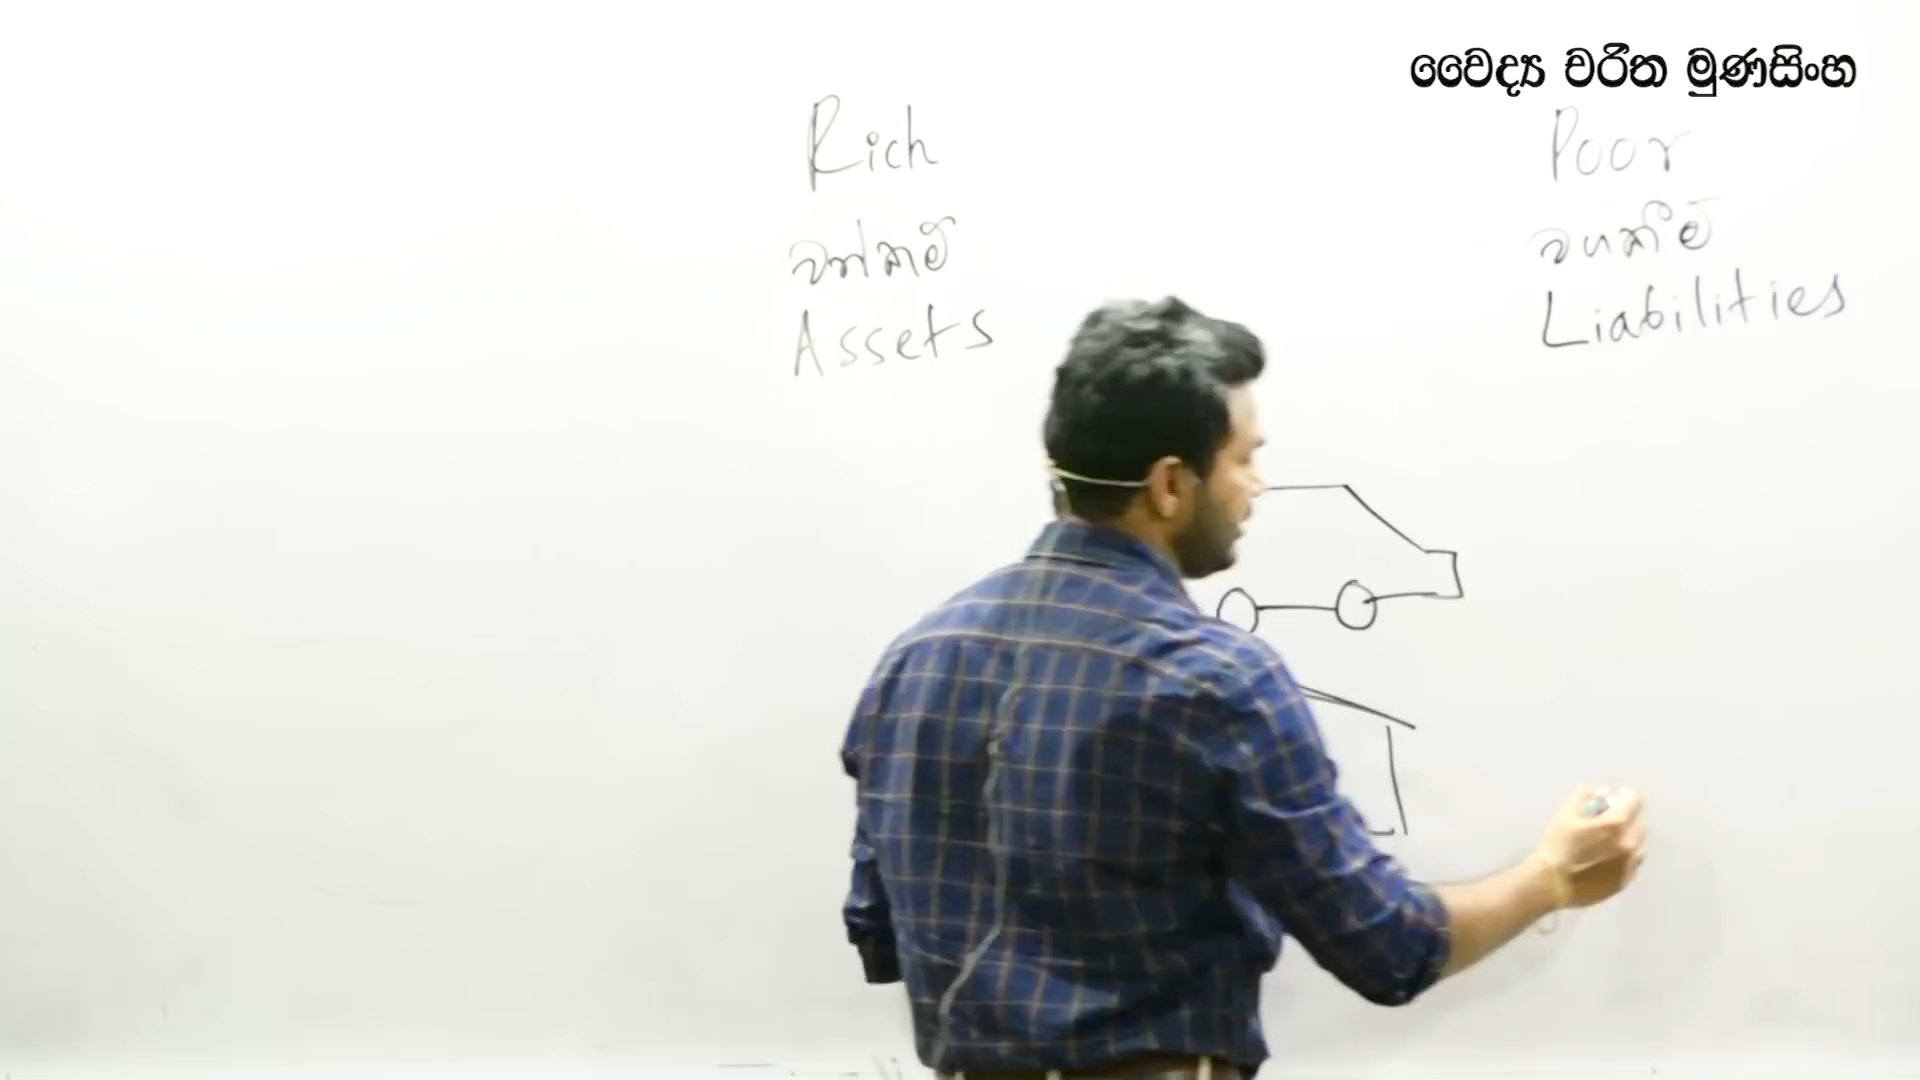 වෛද්‍ය චරිත මුණසිංහ
Rich
වත්කම්
Assets
Poor
වගකීම්
Liabilities